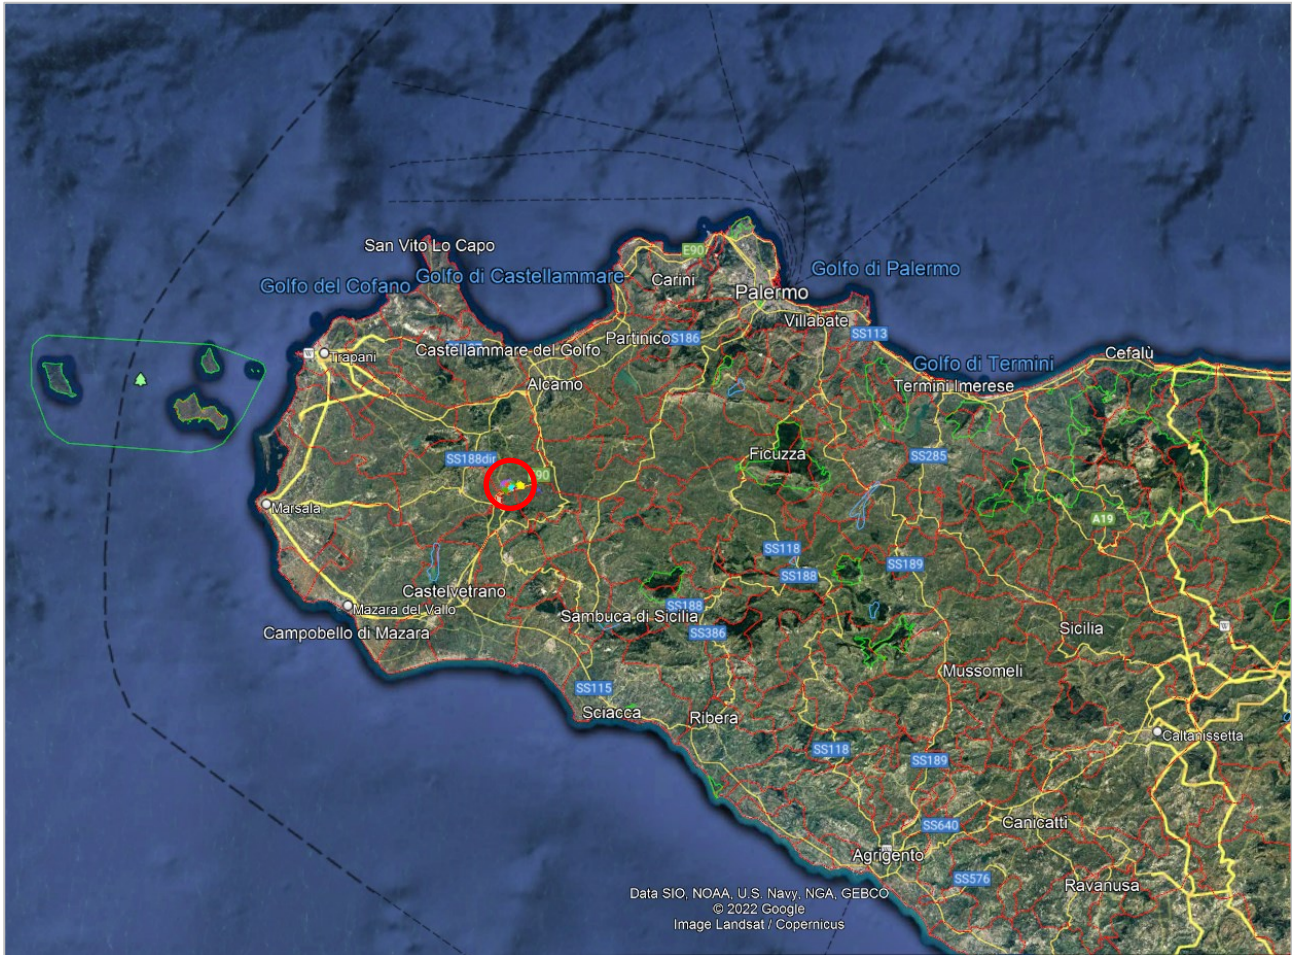 San Vito Lo Capo
E90
Golfo di Palermo
Golfo di Castellammare
Golfo del Cofano
Carini
Palermo
Villabate
SS113
Partinico
S186
Castellammare del Golfo
Trapani
Golfo di Termini
Cefalù
Alcamo
Termini Imerese
Ficuzza
SS188dir
SS285
90
Marsala
A19
SS118
SS189
SS188
Castelvetrano
Mazara del Vallo
SS188
Sambuca di Sicilia
Campobello di Mazara
SS386
Sicilia
W
Mussomeli
SS115
Sciacca
Ribera
Caltanissetta
SS118
SS189
SS640
Canicattì
Agrigento
SS576
Ravanusa
Data SIO, NOAA, U.S. Navy, NGA, GEBCO
© 2022 Google
Image Landsat / Copernicus